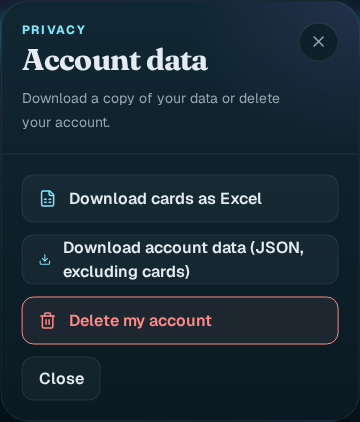 PRIVACY
Account data
Download a copy of your data or delete
your account.
Download cards as Excel
Download account data (JSON,
excluding cards)
Delete my account
Close